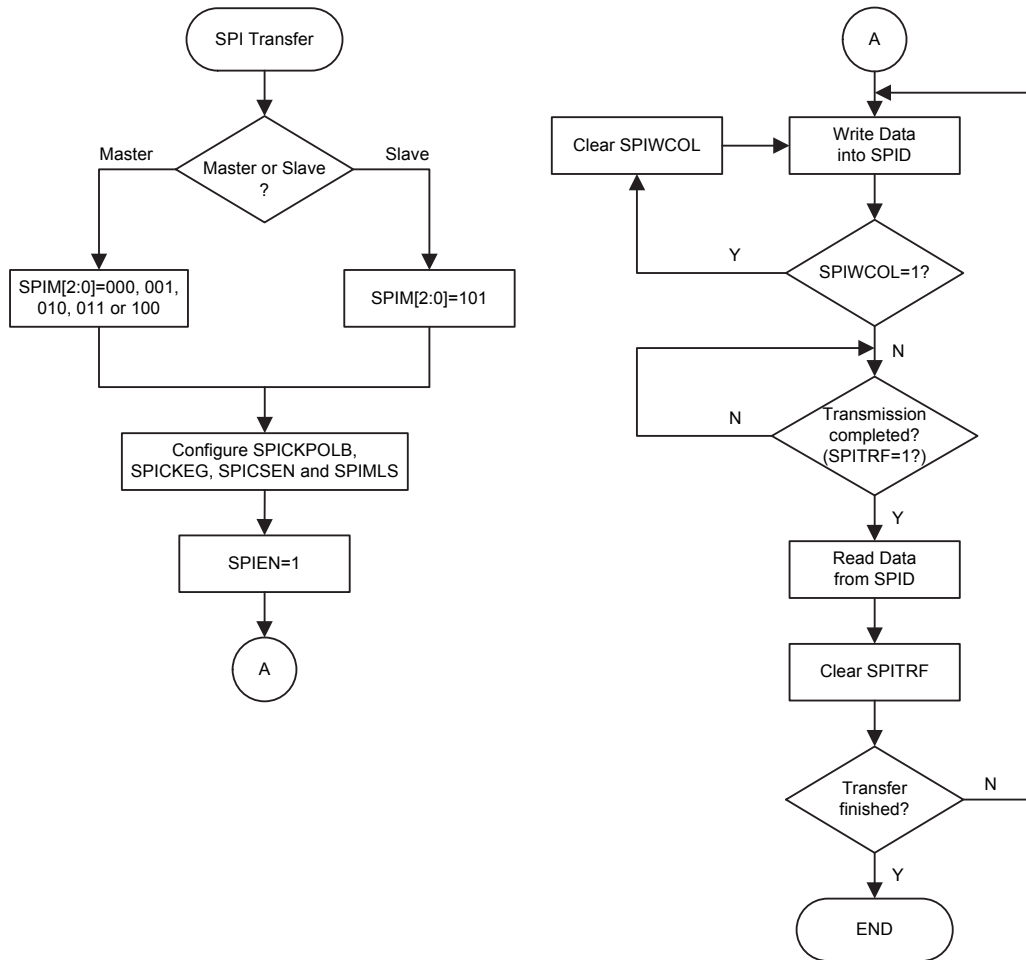 SPI Transfer
Master
Slave
Master or Slave
?
SPIM[2:0]=000, 001,
010, 011 or 100
SPIM[2:0]=101
Configure SPICKPOLB,
SPICKEG, SPICSEN and SPIMLS
SPIEN=1
A
A
Clear SPIWCOL
Write Data
into SPID
Y
SPIWCOL=1?
N
N
Transmission
completed?
(SPITRF=1?)
Y
Read Data
from SPID
Clear SPITRF
Transfer
finished?
N
Y
END